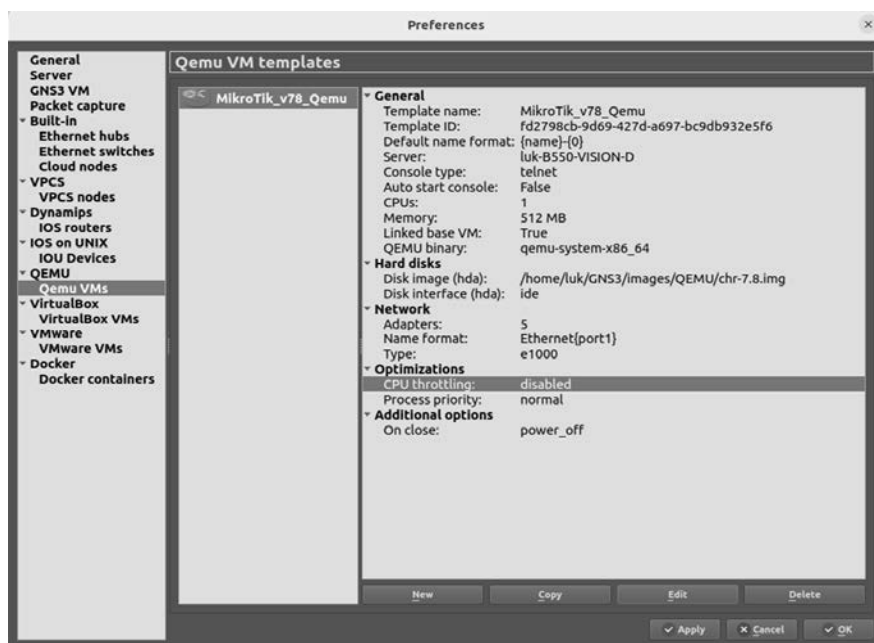 Preferences
General
Server
GNS3 VM
Packet capture
Built-in
Ethernet hubs
Ethernet switches
Cloud nodes
VPCS
VPCS nodes
Dynamips
IOS routers
IOS on UNIX
IOU Devices
QEMU
Qemu VMs
VirtualBox
VirtualBox VMs
VMware
VMware VMs
Docker
Docker containers
Qemu VM templates
MikroTik_v78_Qemu
General
Template name: MikroTik_v78_Qemu
Template ID: fd2798cb-9d69-427d-a697-bc9db932e5f6
Default name format: {name}-{0}
Server: luk-B550-VISION-D
Console type: telnet
Auto start console: False
CPUs: 1
Memory: 512 MB
Linked base VM: True
QEMU binary: qemu-system-x86_64
Hard disks
Disk image (hda): /home/luk/GNS3/images/QEMU/chr-7.8.img
Disk interface (hda): ide
Network
Adapters: 5
Name format: Ethernet{port1}
Type: e1000
Optimizations
CPU throttling: disabled
Process priority: normal
Additional options
On close: power_off
New Copy Edit Delete
Apply Cancel OK